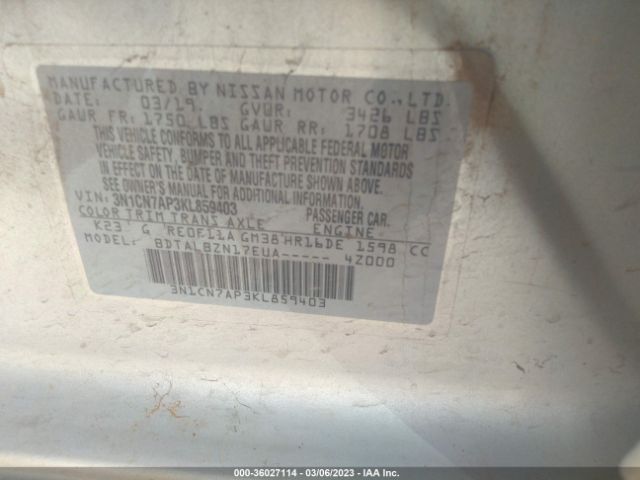 MANUFACTURED BY NISSAN MOTOR CO.,LTD.
DATE: 03/19. GVWR: 3426 LBS
GAWR FR: 1750 LBS GAWR RR: 1708 LBS
THIS VEHICLE CONFORMS TO ALL APPLICABLE FEDERAL MOTOR
VEHICLE SAFETY, BUMPER AND THEFT PREVENTION STANDARDS
IN EFFECT ON THE DATE OF MANUFACTURE SHOWN ABOVE.
SEE OWNER'S MANUAL FOR ADDITIONAL INFORMATION.
VIN: 3N1CN7AP3KL859403 PASSENGER CAR.
COLOR TRIM TRANS AXLE ENGINE
K23 G RE0F11A GM38 HR16DE 1598 CC
MODEL: BDTALBZN17EUA----- 4Z000
3N1CN7AP3KL859403
000-36027114 - 03/06/2023 - IAA Inc.